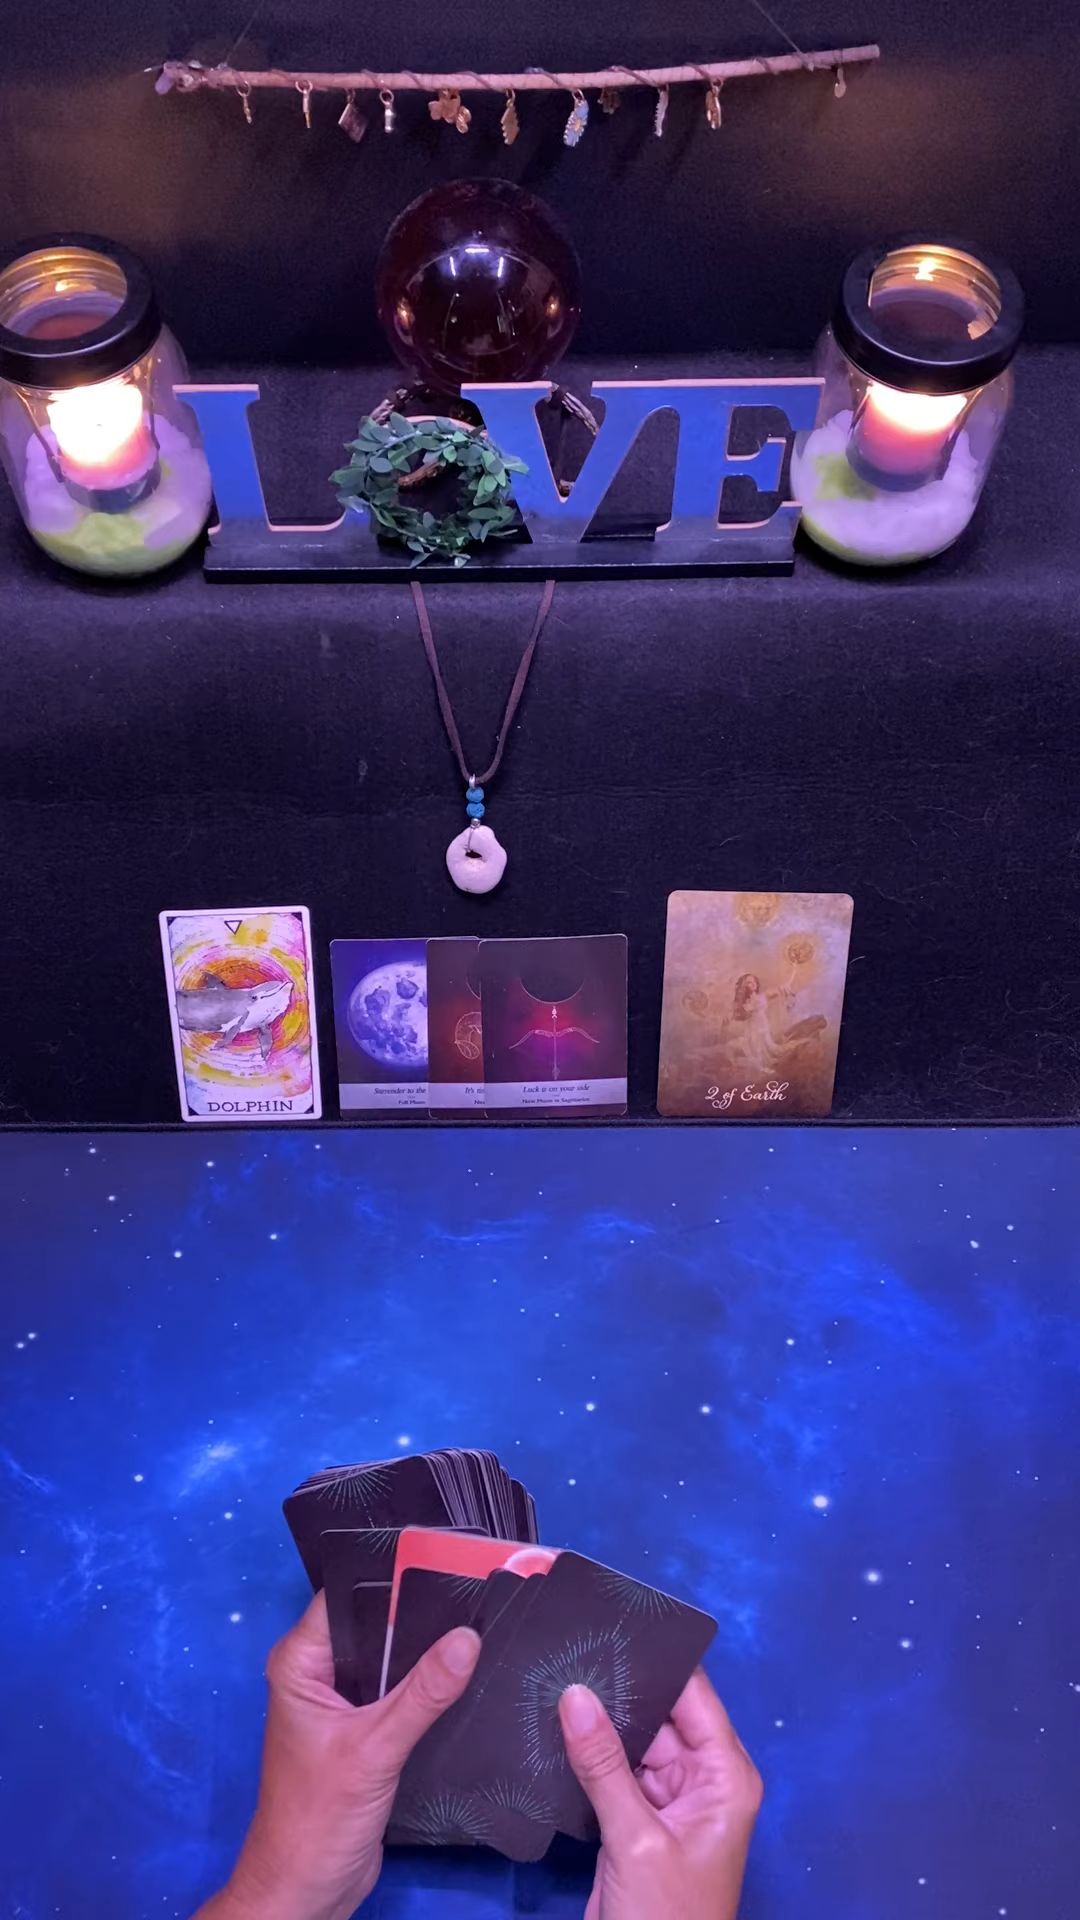 LOVE
DOLPHIN
Surrender to the
Full Moon
It's
Luck is on your side
New Moon in Sagittarius
2 of Earth